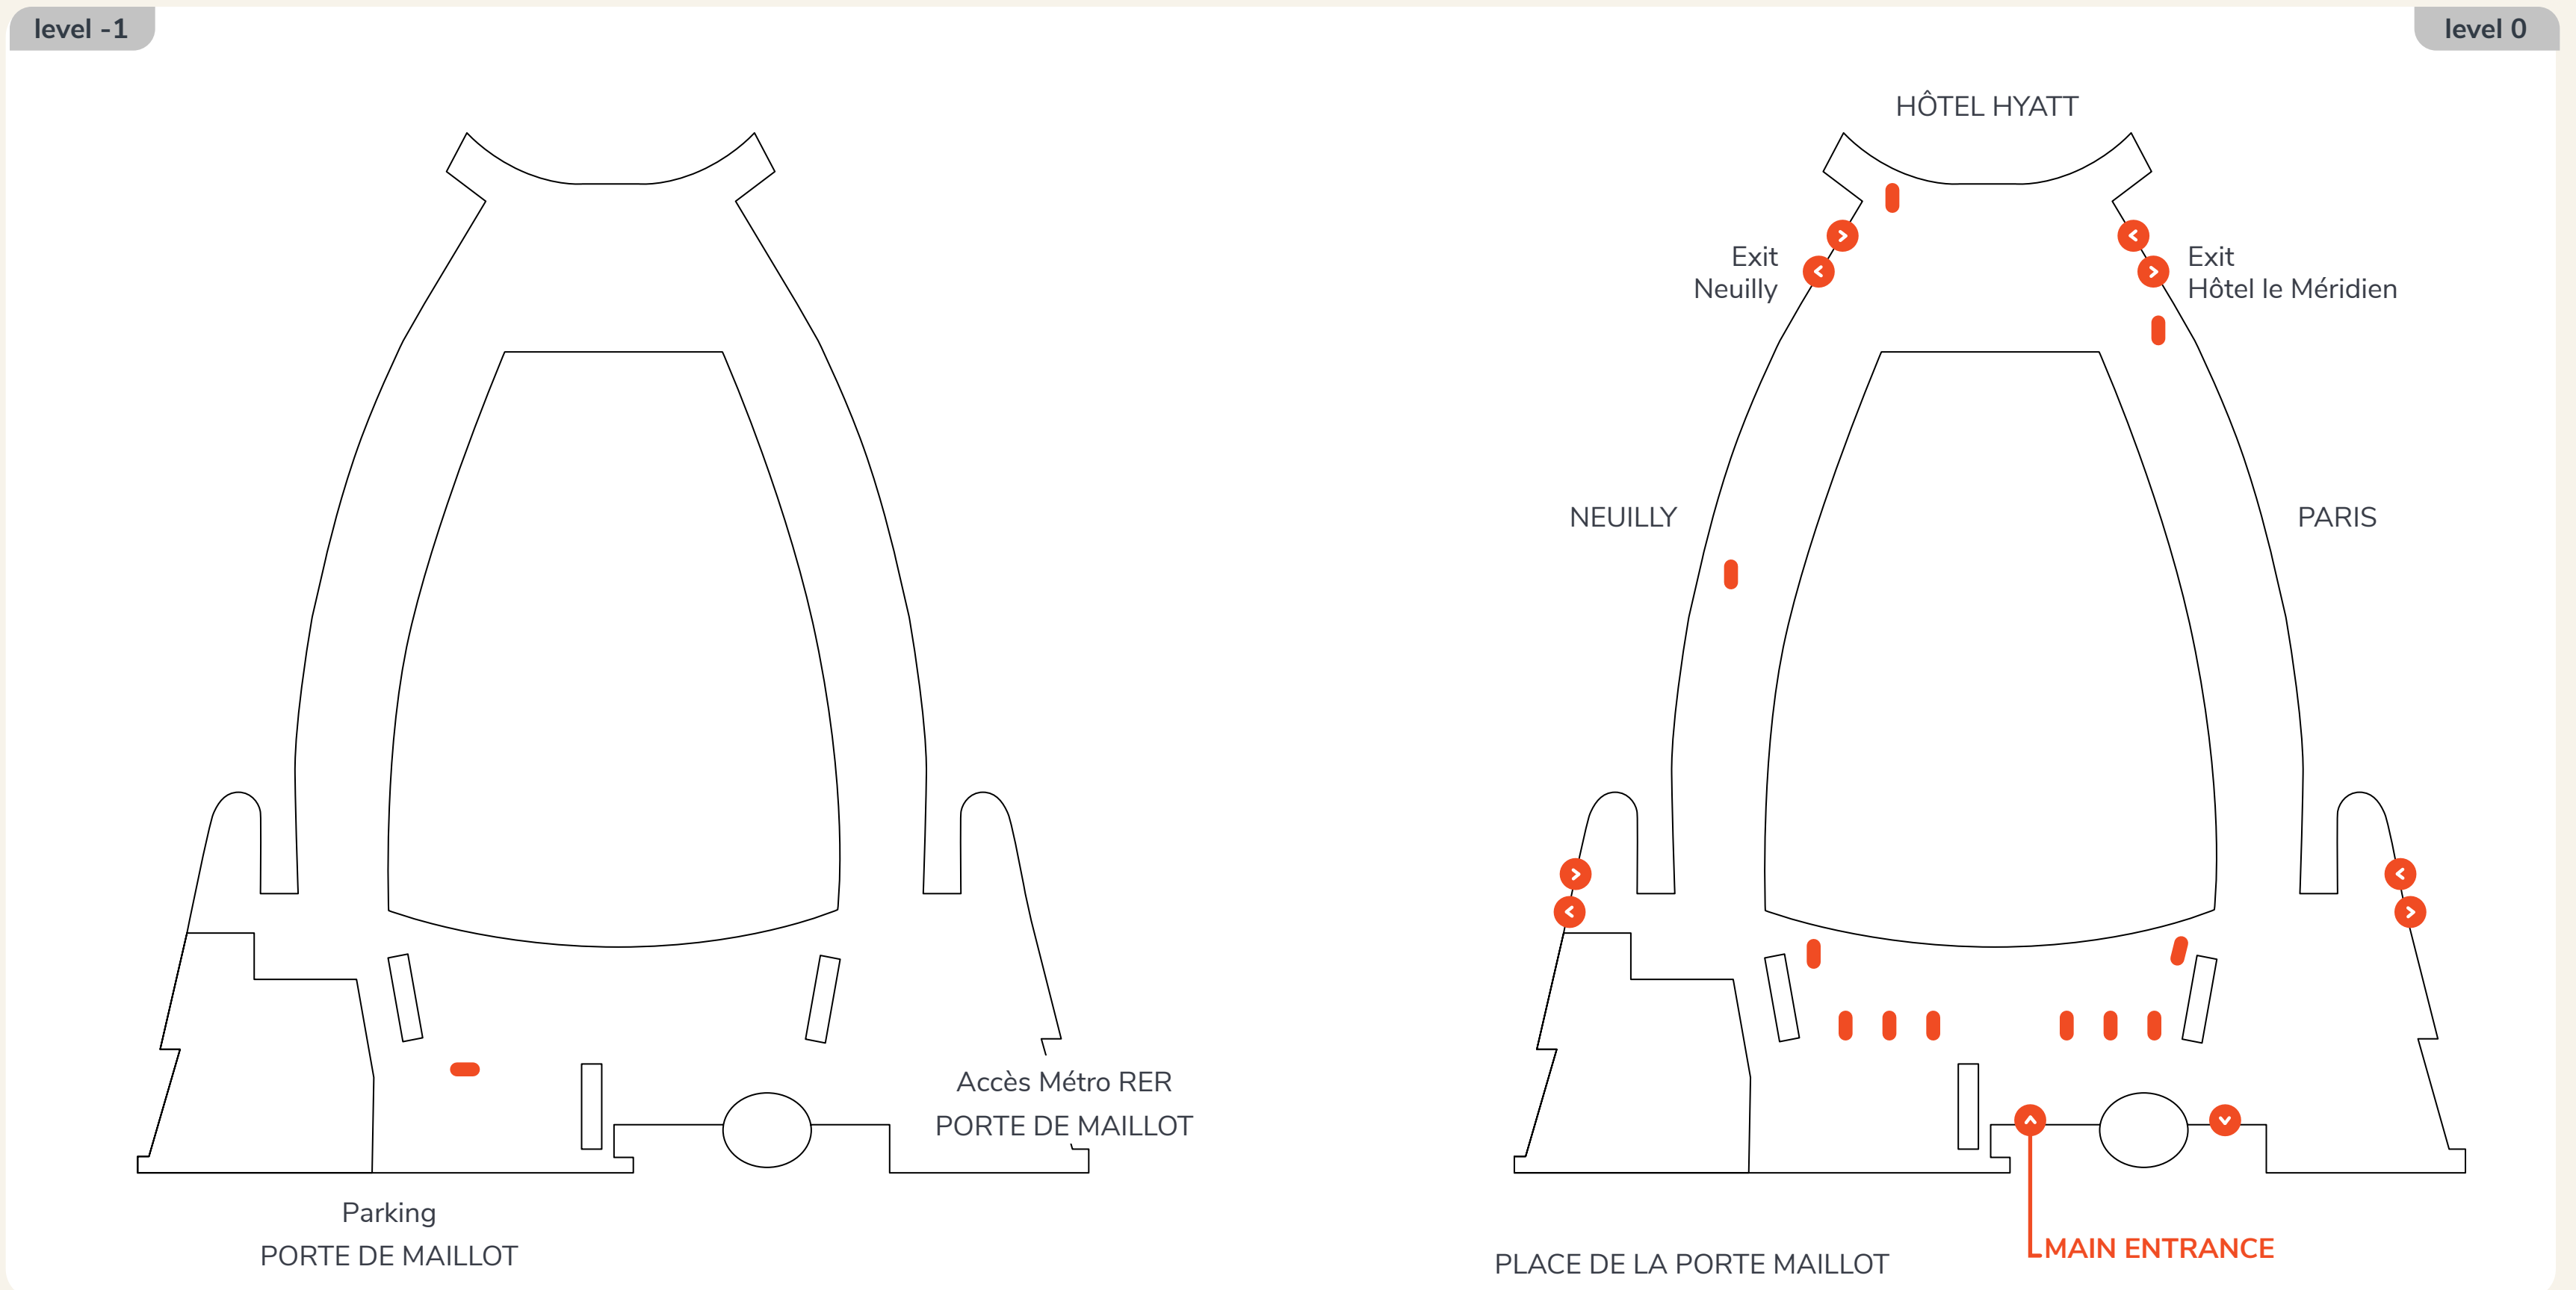 level -1
level 0
HÔTEL HYATT
Exit
Neuilly
Exit
Hôtel le Méridien
NEUILLY
PARIS
Accès Métro RER
PORTE DE MAILLOT
Parking
PORTE DE MAILLOT
PLACE DE LA PORTE MAILLOT
MAIN ENTRANCE